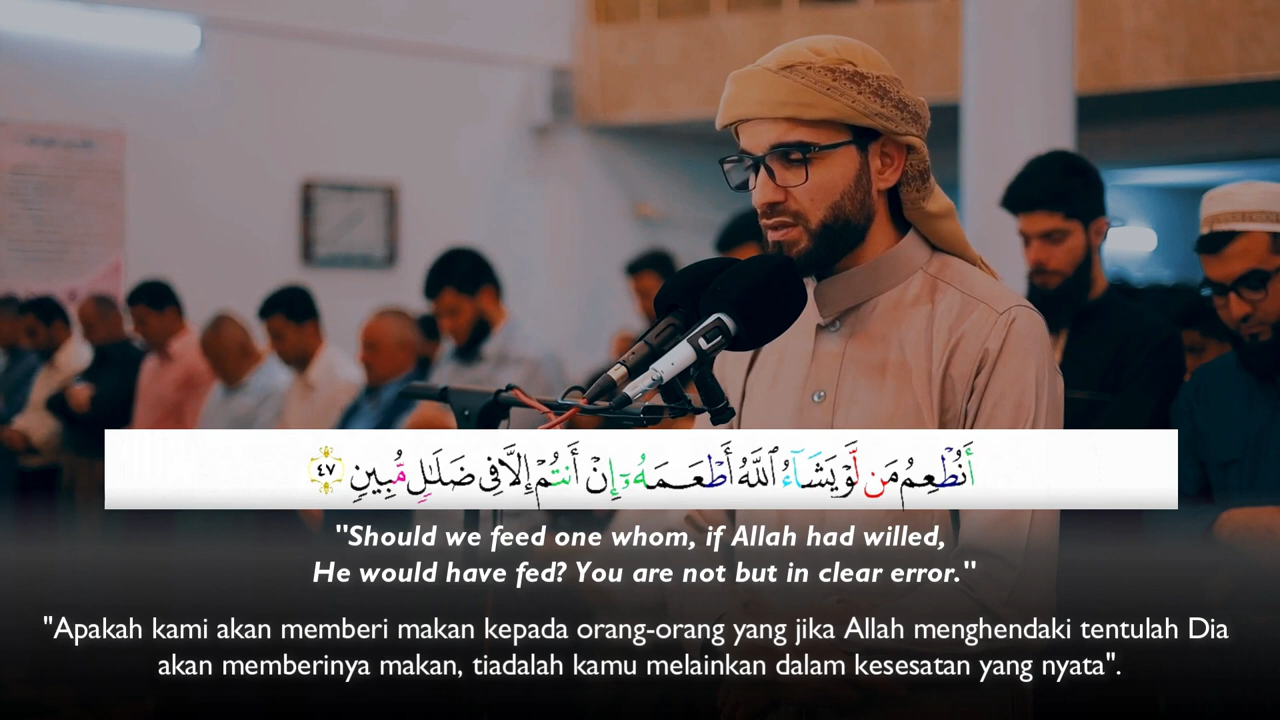 أَنُطْعِمُ مَن لَّوْ يَشَآءُ ٱللَّهُ أَطْعَمَهُۥٓ إِنْ أَنتُمْ إِلَّا فِى ضَلَٰلٍ مُّبِينٍ ٤٧
"Should we feed one whom, if Allah had willed,
He would have fed? You are not but in clear error."
"Apakah kami akan memberi makan kepada orang-orang yang jika Allah menghendaki tentulah Dia
akan memberinya makan, tiadalah kamu melainkan dalam kesesatan yang nyata".